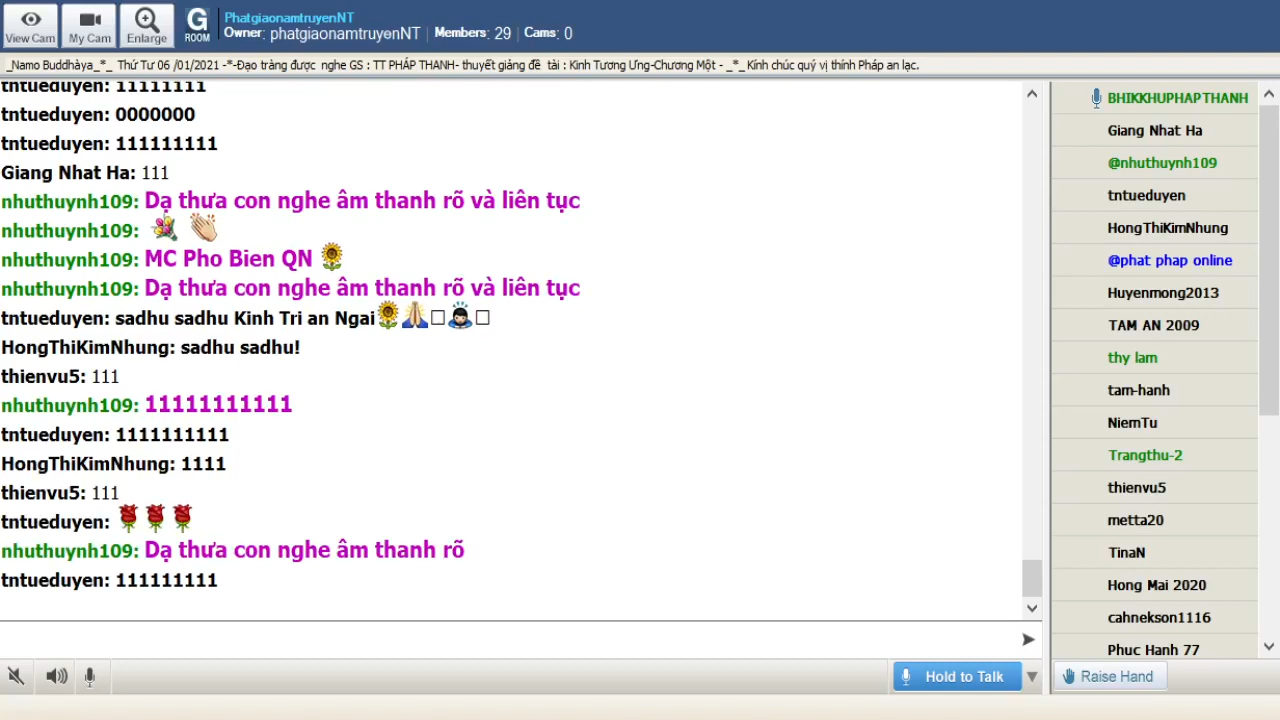 View Cam
My Cam
Enlarge
G
ROOM
PhatgiaonamtruyenNT
Owner: phatgiaonamtruyenNT | Members: 29 | Cams: 0
_Namo Buddhàya_*_ Thứ Tư 06 /01/2021 -*-Đạo tràng được nghe GS : TT PHÁP THANH- thuyết giảng đề tài : Kinh Tương Ưng-Chương Một - _*_ Kính chúc quý vị thính Pháp an lạc.
tntueduyen: 11111111
tntueduyen: 0000000
tntueduyen: 111111111
Giang Nhat Ha: 111
nhuthuynh109: Dạ thưa con nghe âm thanh rõ và liên tục
nhuthuynh109:
nhuthuynh109: MC Pho Bien QN
nhuthuynh109: Dạ thưa con nghe âm thanh rõ và liên tục
tntueduyen: sadhu sadhu Kinh Tri an Ngai
HongThiKimNhung: sadhu sadhu!
thienvu5: 111
nhuthuynh109: 11111111111
tntueduyen: 1111111111
HongThiKimNhung: 1111
thienvu5: 111
tntueduyen:
nhuthuynh109: Dạ thưa con nghe âm thanh rõ
tntueduyen: 111111111
Hold to Talk
BHIKKHUPHAPTHANH
Giang Nhat Ha
@nhuthuynh109
tntueduyen
HongThiKimNhung
@phat phap online
Huyenmong2013
TAM AN 2009
thy lam
tam-hanh
NiemTu
Trangthu-2
thienvu5
metta20
TinaN
Hong Mai 2020
cahnekson1116
Phuc Hanh 77
Raise Hand